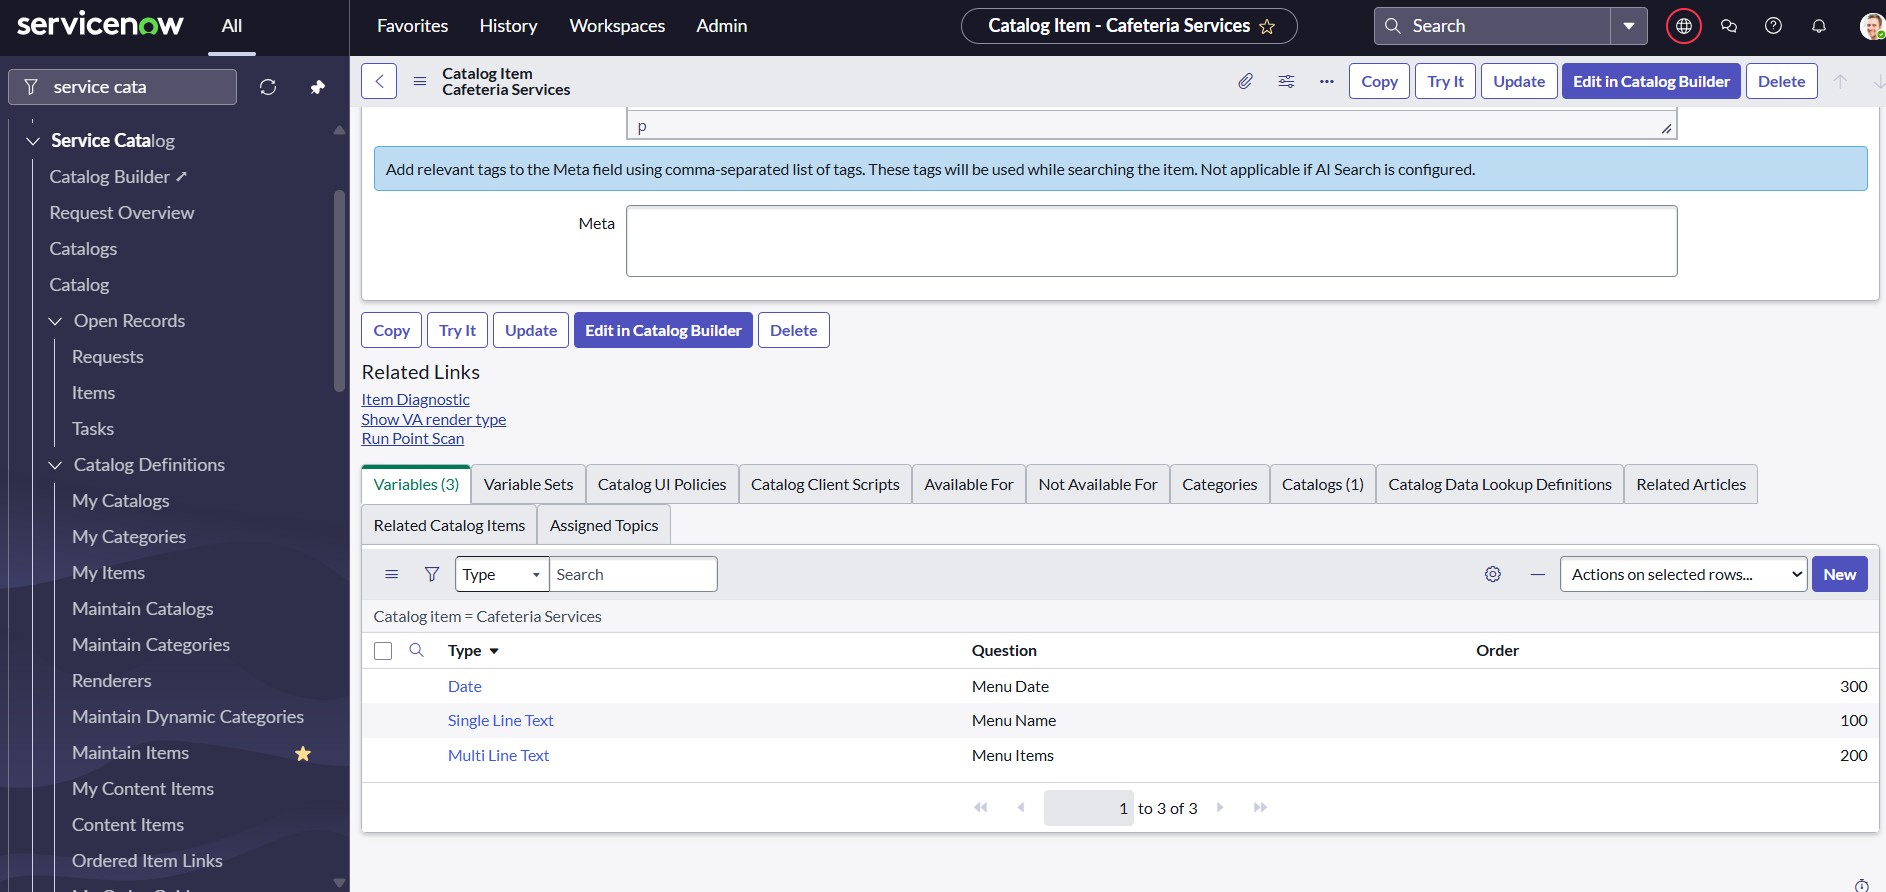 servicenow
All
Favorites
History
Workspaces
Admin
Catalog Item - Cafeteria Services
Search
service cata
Service Catalog
Catalog Builder
Request Overview
Catalogs
Catalog
Open Records
Requests
Items
Tasks
Catalog Definitions
My Catalogs
My Categories
My Items
Maintain Catalogs
Maintain Categories
Renderers
Maintain Dynamic Categories
Maintain Items
My Content Items
Content Items
Ordered Item Links
Catalog Item
Cafeteria Services
Copy
Try It
Update
Edit in Catalog Builder
Delete
p
Add relevant tags to the Meta field using comma-separated list of tags. These tags will be used while searching the item. Not applicable if AI Search is configured.
Meta
Copy
Try It
Update
Edit in Catalog Builder
Delete
Related Links
Item Diagnostic
Show VA render type
Run Point Scan
Variables (3)
Variable Sets
Catalog UI Policies
Catalog Client Scripts
Available For
Not Available For
Categories
Catalogs (1)
Catalog Data Lookup Definitions
Related Articles
Related Catalog Items
Assigned Topics
Type
Search
Actions on selected rows...
New
Catalog item = Cafeteria Services
Type Question Order
Date Menu Date 300
Single Line Text Menu Name 100
Multi Line Text Menu Items 200
1 to 3 of 3